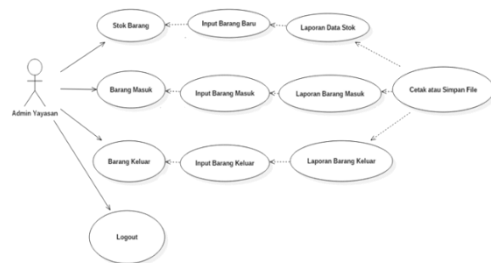 Stok Barang
Input Barang Baru
Laporan Data Stok
Admin Yayasan
Barang Masuk
Input Barang Masuk
Laporan Barang Masuk
Cetak atau Simpan File
Barang Keluar
Input Barang Keluar
Laporan Barang Keluar
Logout